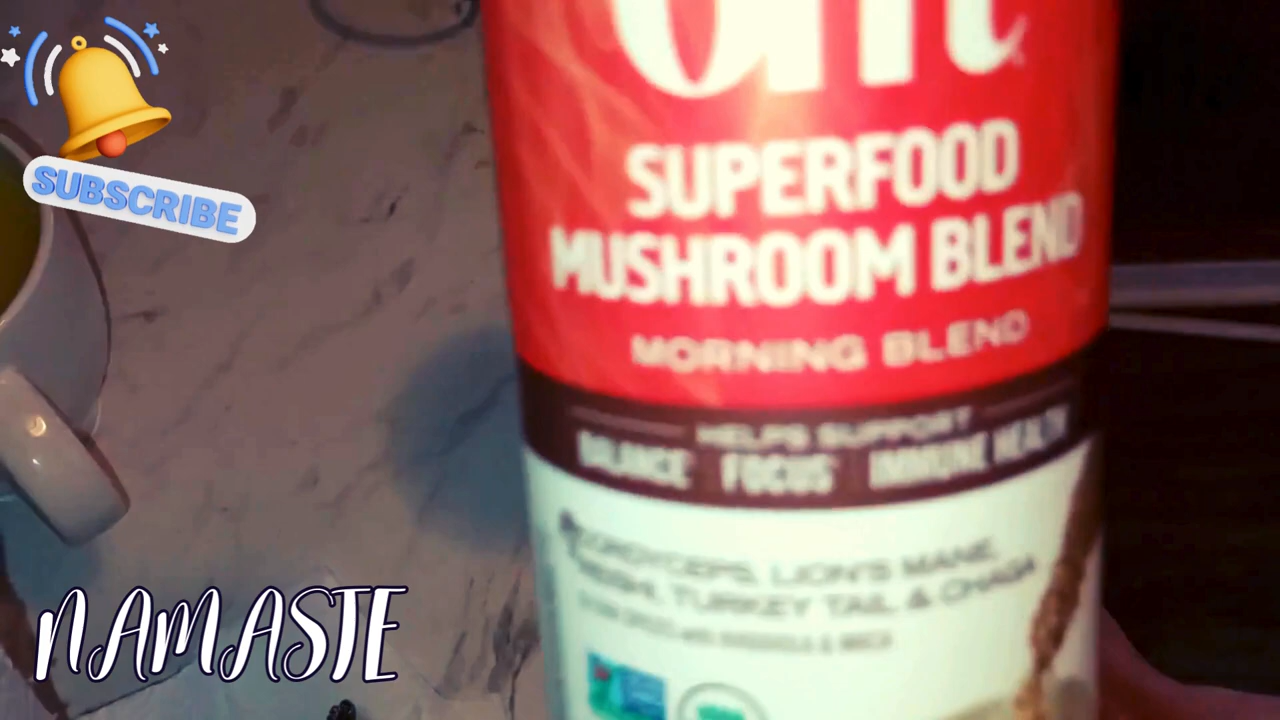 SUBSCRIBE
SUPERFOOD
MUSHROOM BLEND
MORNING BLEND
HELPS SUPPORT
BALANCE FOCUS IMMUNE HEALTH
CORDYCEPS, LION'S MANE,
REISHI, TURKEY TAIL & CHAGA
NAMASTE